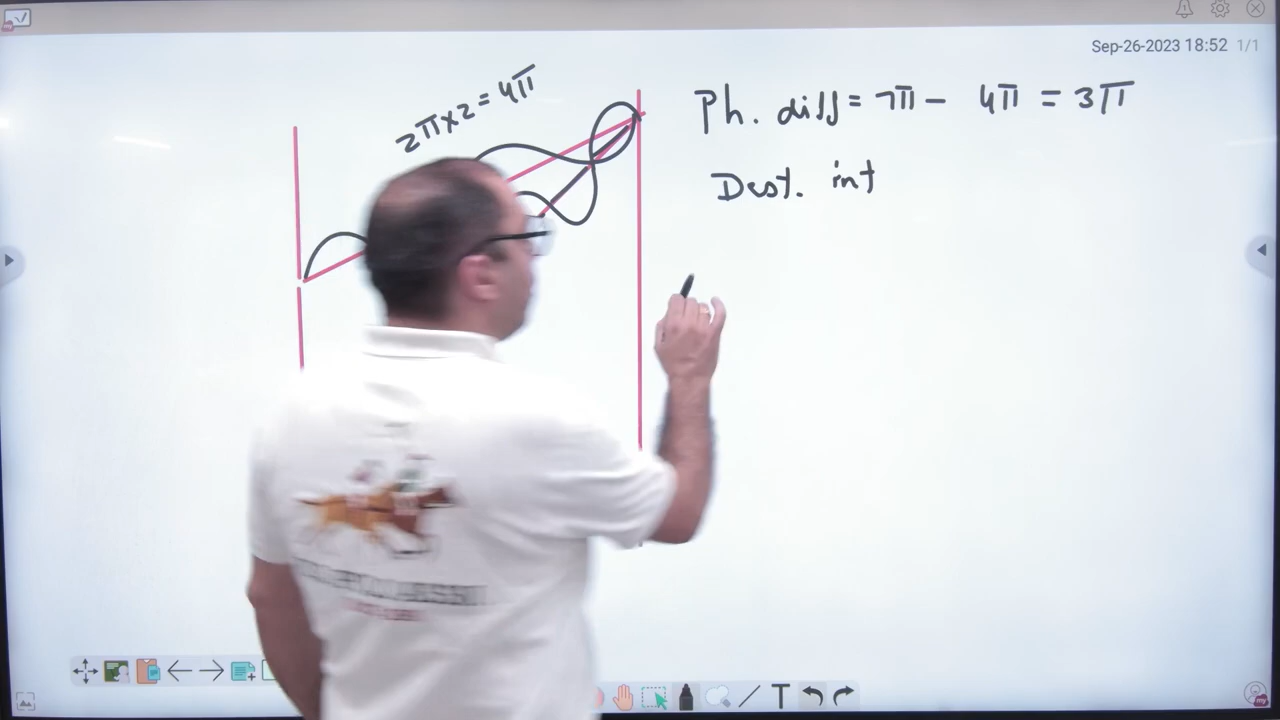 Sep-26-2023 18:52 1/1
2π×2=4π
Ph. diff = 7π - 4π = 3π
Dest. int
T